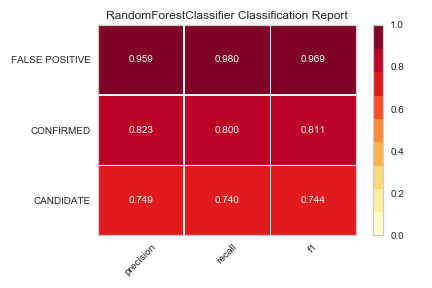 RandomForestClassifier Classification Report
FALSE POSITIVE 0.959 0.980 0.969
CONFIRMED 0.823 0.800 0.811
CANDIDATE 0.749 0.740 0.744
precision recall f1
1.0
0.8
0.6
0.4
0.2
0.0